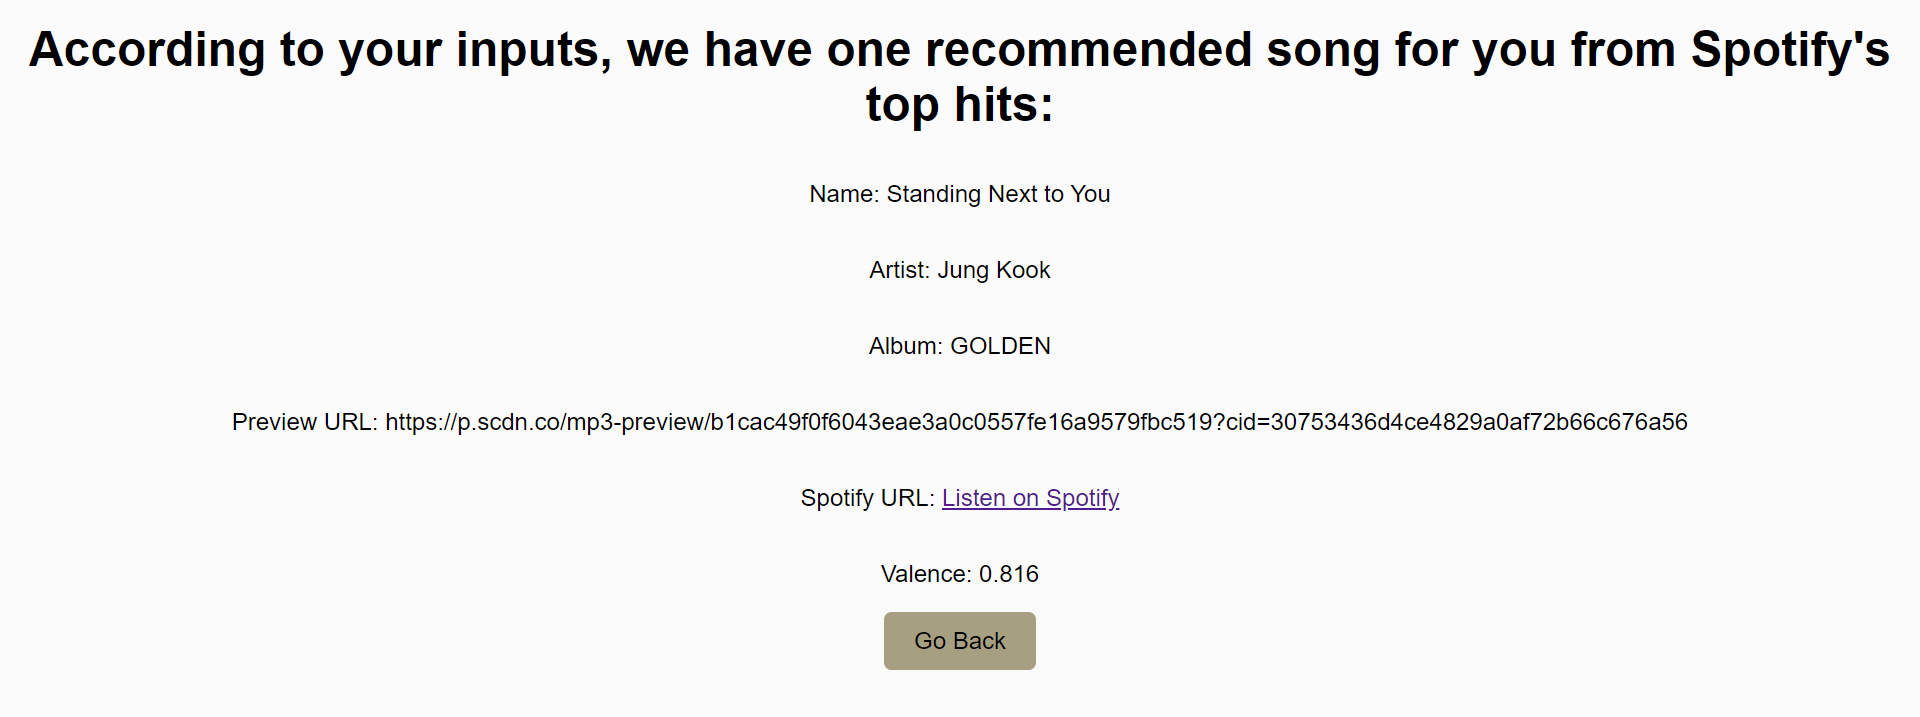 According to your inputs, we have one recommended song for you from Spotify's
top hits:
Name: Standing Next to You
Artist: Jung Kook
Album: GOLDEN
Preview URL: https://p.scdn.co/mp3-preview/b1cac49f0f6043eae3a0c0557fe16a9579fbc519?cid=30753436d4ce4829a0af72b66c676a56
Spotify URL: Listen on Spotify
Valence: 0.816
Go Back